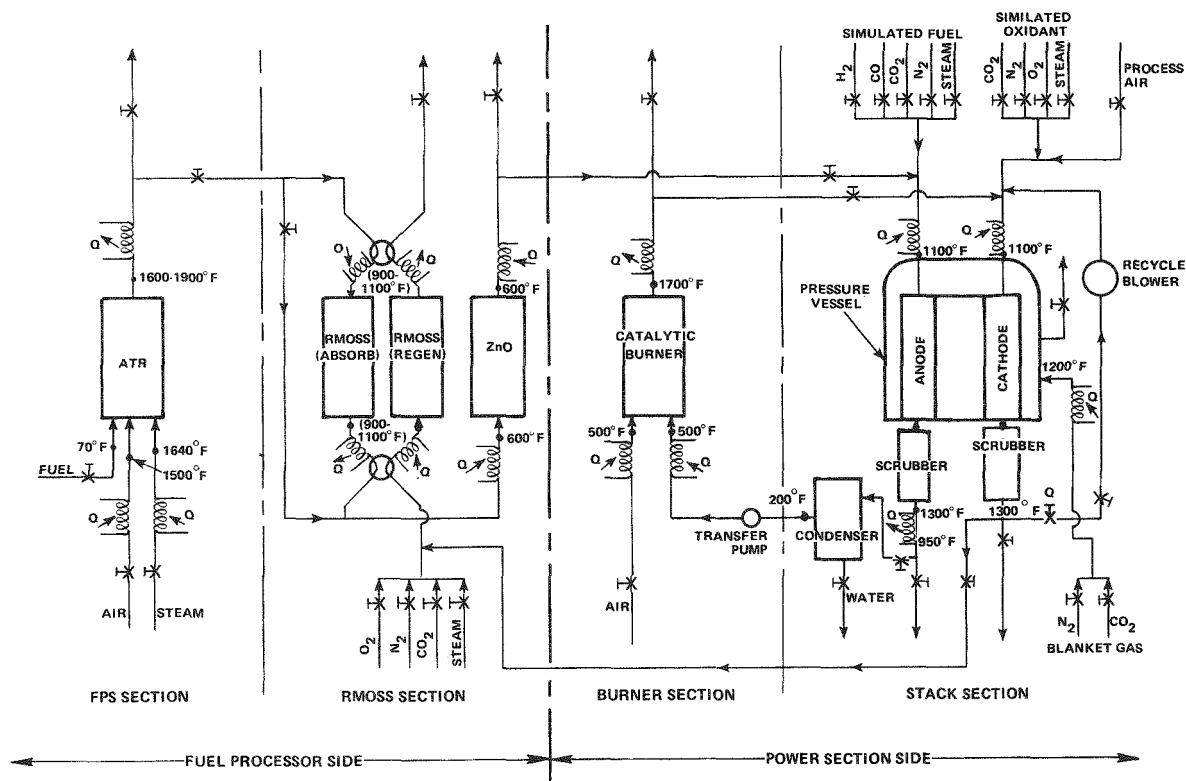 SIMULATED FUEL
SIMILATED
OXIDANT
H2
CO
CO2
N2
STEAM
CO2
N2
O2
STEAM
PROCESS
AIR
Q
1600-1900°F
ATR
70°F
1640°F
1500°F
FUEL
Q
Q
AIR
STEAM
Q
Q
(900-
1100°F)
RMOSS
(ABSORB)
RMOSS
(REGEN)
(900-
1100°F)
Q
Q
Q
600°F
ZnO
600°F
Q
O2
N2
CO2
STEAM
Q
1700°F
CATALYTIC
BURNER
500°F
500°F
Q
Q
AIR
TRANSFER
PUMP
200°F
CONDENSER
WATER
Q
Q
1100°F
1100°F
PRESSURE
VESSEL
ANODE
CATHODE
RECYCLE
BLOWER
1200°F
Q
SCRUBBER
SCRUBBER
Q
1300°F
950°F
1300°F
Q
N2
CO2
BLANKET GAS
FPS SECTION
RMOSS SECTION
BURNER SECTION
STACK SECTION
FUEL PROCESSOR SIDE
POWER SECTION SIDE